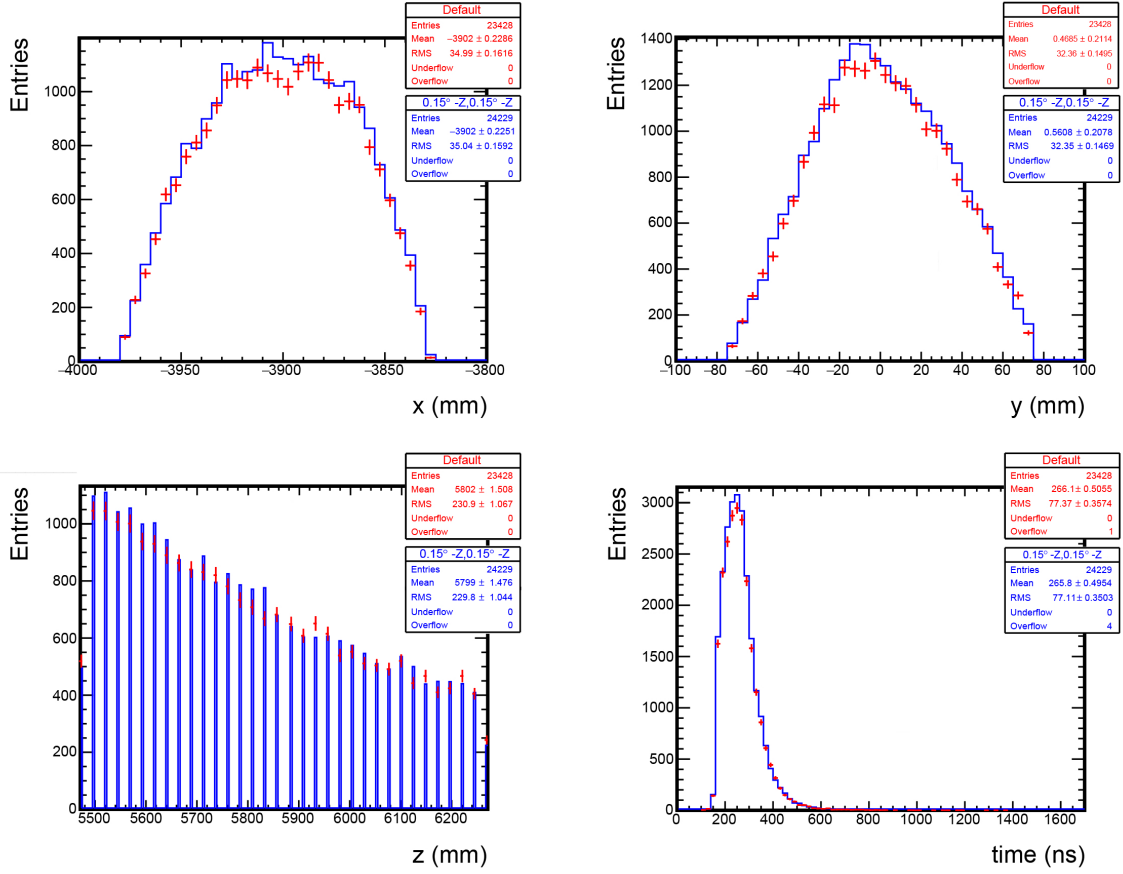 Default
Entries 23428
Mean −3902 ± 0.2286
RMS 34.99 ± 0.1616
Underflow 0
Overflow 0
0.15° -Z,0.15° -Z
Entries 24229
Mean −3902 ± 0.2251
RMS 35.04 ± 0.1592
Underflow 0
Overflow 0
Entries
1000
800
600
400
200
0
−4000 −3950 −3900 −3850 −3800
x (mm)
Default
Entries 23428
Mean 0.4685 ± 0.2114
RMS 32.36 ± 0.1495
Underflow 0
Overflow 0
0.15° -Z,0.15° -Z
Entries 24229
Mean 0.5608 ± 0.2078
RMS 32.35 ± 0.1469
Underflow 0
Overflow 0
Entries
1400
1200
1000
800
600
400
200
0
−100 −80 −60 −40 −20 0 20 40 60 80 100
y (mm)
Default
Entries 23428
Mean 5802 ± 1.508
RMS 230.9 ± 1.067
Underflow 0
Overflow 0
0.15° -Z,0.15° -Z
Entries 24229
Mean 5799 ± 1.476
RMS 229.8 ± 1.044
Underflow 0
Overflow 0
Entries
1000
800
600
400
200
0
5500 5600 5700 5800 5900 6000 6100 6200
z (mm)
Default
Entries 23428
Mean 266.1± 0.5055
RMS 77.37 ± 0.3574
Underflow 0
Overflow 1
0.15° -Z,0.15° -Z
Entries 24229
Mean 265.8 ± 0.4954
RMS 77.11± 0.3503
Underflow 0
Overflow 4
Entries
3000
2500
2000
1500
1000
500
0
0 200 400 600 800 1000 1200 1400 1600
time (ns)